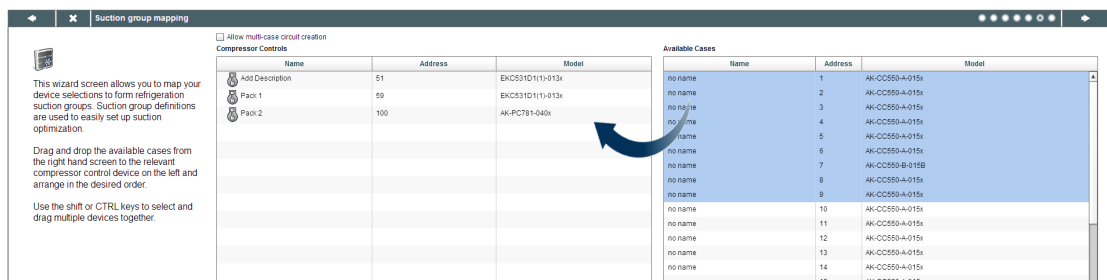 Suction group mapping
Allow multi-case circuit creation
Compressor Controls
Available Cases
Name Address Model
Name Address Model
This wizard screen allows you to map your
device selections to form refrigeration
suction groups. Suction group definitions
are used to easily set up suction
optimization.
Drag and drop the available cases from
the right hand screen to the relevant
compressor control device on the left and
arrange in the desired order.
Use the shift or CTRL keys to select and
drag multiple devices together.
Add Description 51 EKC531D1(1)-013x
Pack 1 59 EKC531D1(1)-013x
Pack 2 100 AK-PC781-040x
no name 1 AK-CC550-A-015x
no name 2 AK-CC550-A-015x
no name 3 AK-CC550-A-015x
no name 4 AK-CC550-A-015x
no name 5 AK-CC550-A-015x
no name 6 AK-CC550-A-015x
no name 7 AK-CC550-B-015B
no name 8 AK-CC550-A-015x
no name 9 AK-CC550-A-015x
no name 10 AK-CC550-A-015x
no name 11 AK-CC550-A-015x
no name 12 AK-CC550-A-015x
no name 13 AK-CC550-A-015x
no name 14 AK-CC550-A-015x